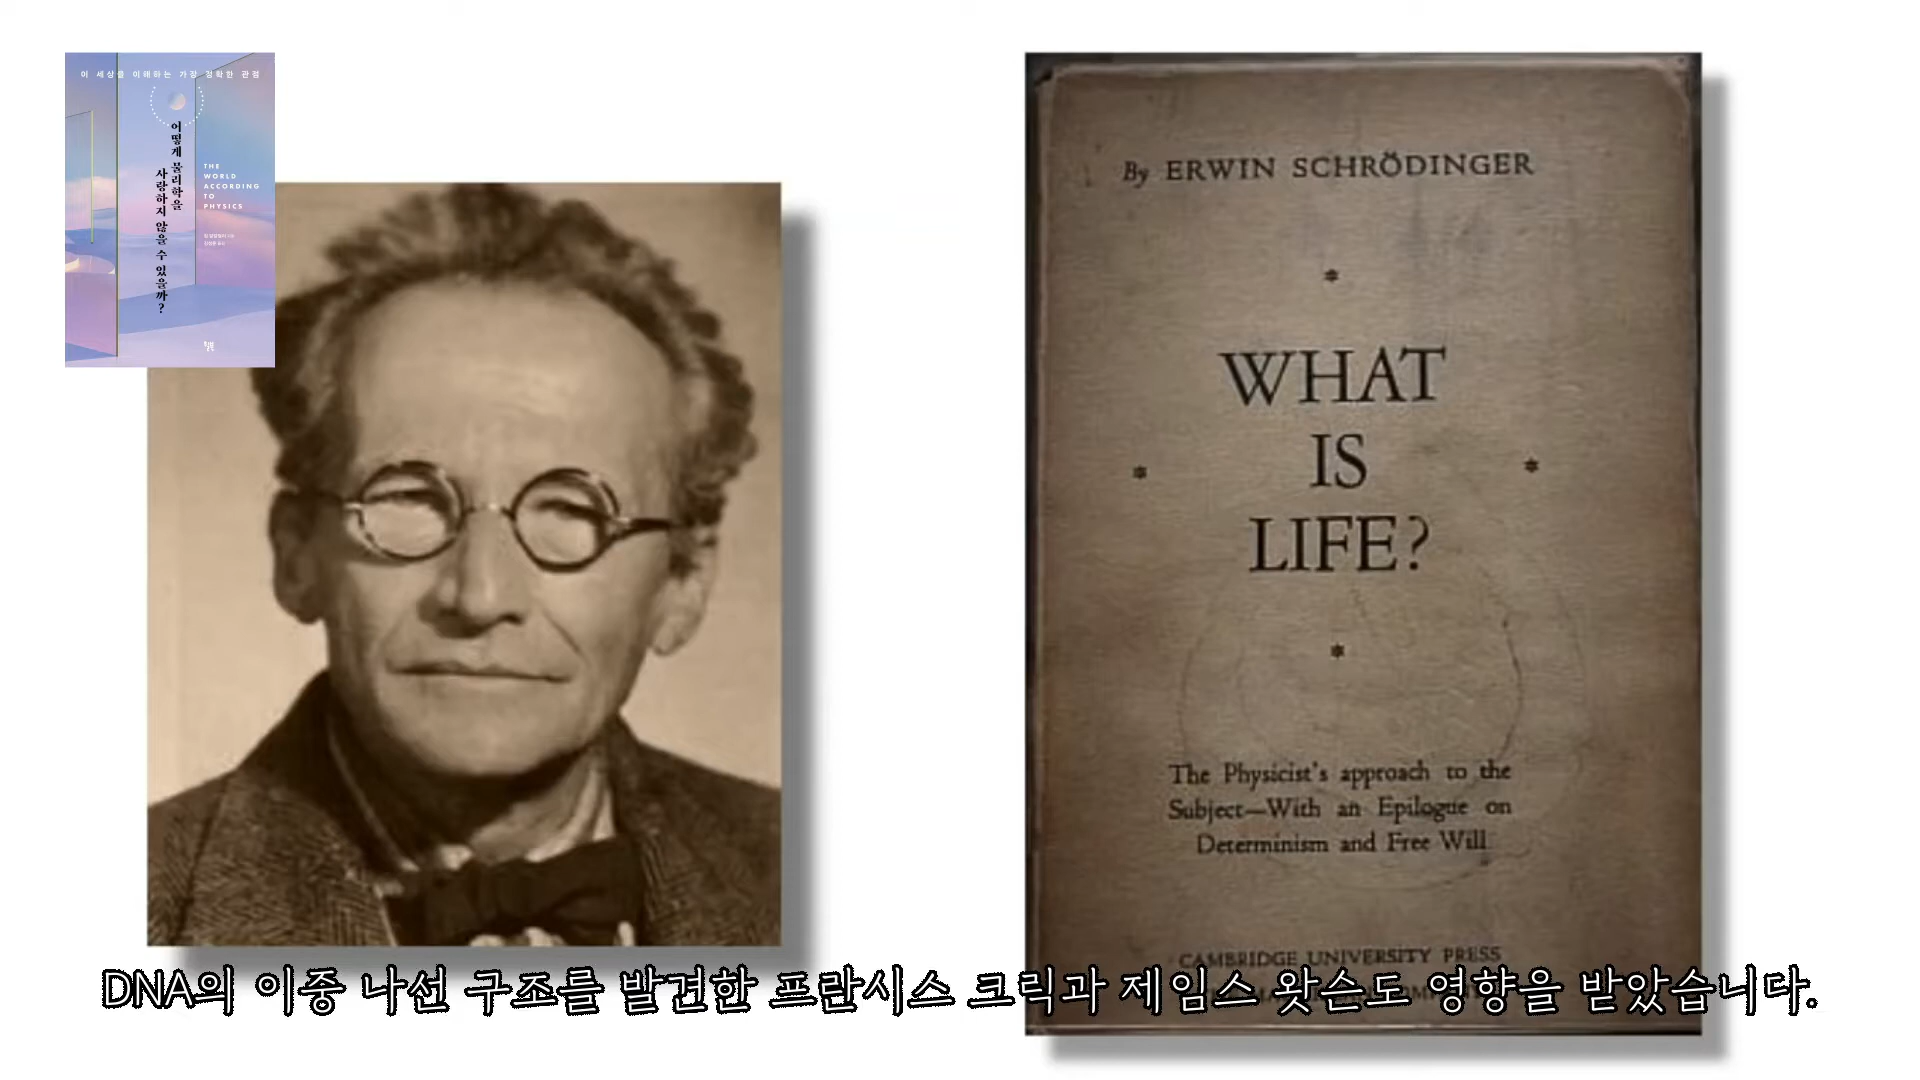 이 세상을 이해하는 가장 정확한 관점
어떻게 물리학을
사랑하지 않을 수 있을까?
THE
WORLD
ACCORDING
TO
PHYSICS
By ERWIN SCHRÖDINGER
WHAT
IS
LIFE?
The Physicist's approach to the
Subject—With an Epilogue on
Determinism and Free Will
CAMBRIDGE UNIVERSITY PRESS
DNA의 이중 나선 구조를 발견한 프란시스 크릭과 제임스 왓슨도 영향을 받았습니다.